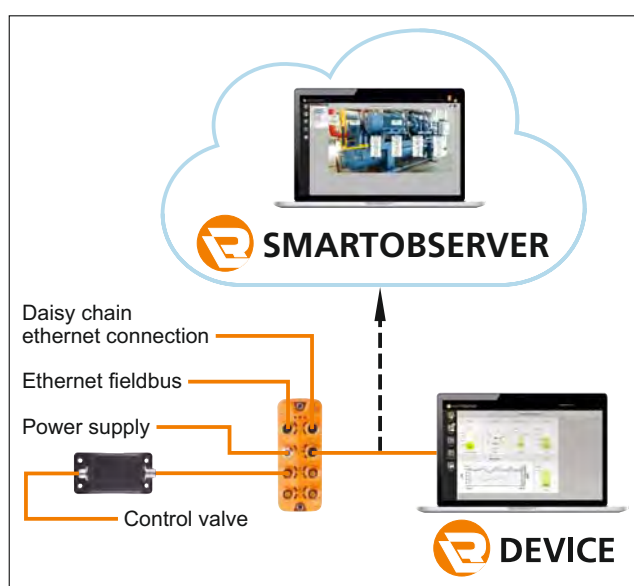 SMARTOBSERVER
Daisy chain
ethernet connection
Ethernet fieldbus
Power supply
Control valve
DEVICE